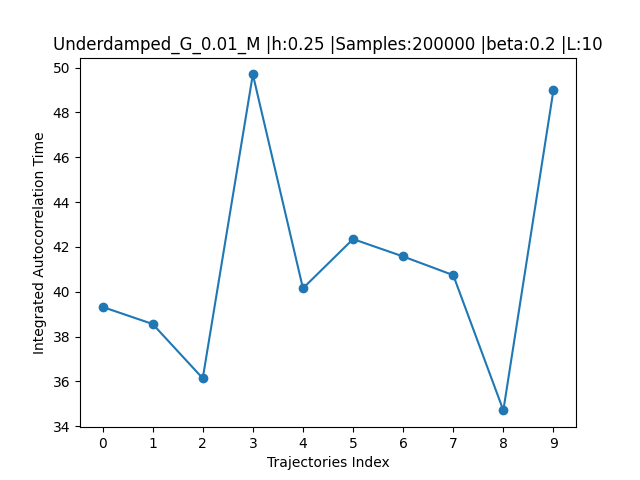 Underdamped_G_0.01_M |h:0.25 |Samples:200000 |beta:0.2 |L:10
50
48
46
44
42
40
38
36
34
Integrated Autocorrelation Time
0 1 2 3 4 5 6 7 8 9
Trajectories Index